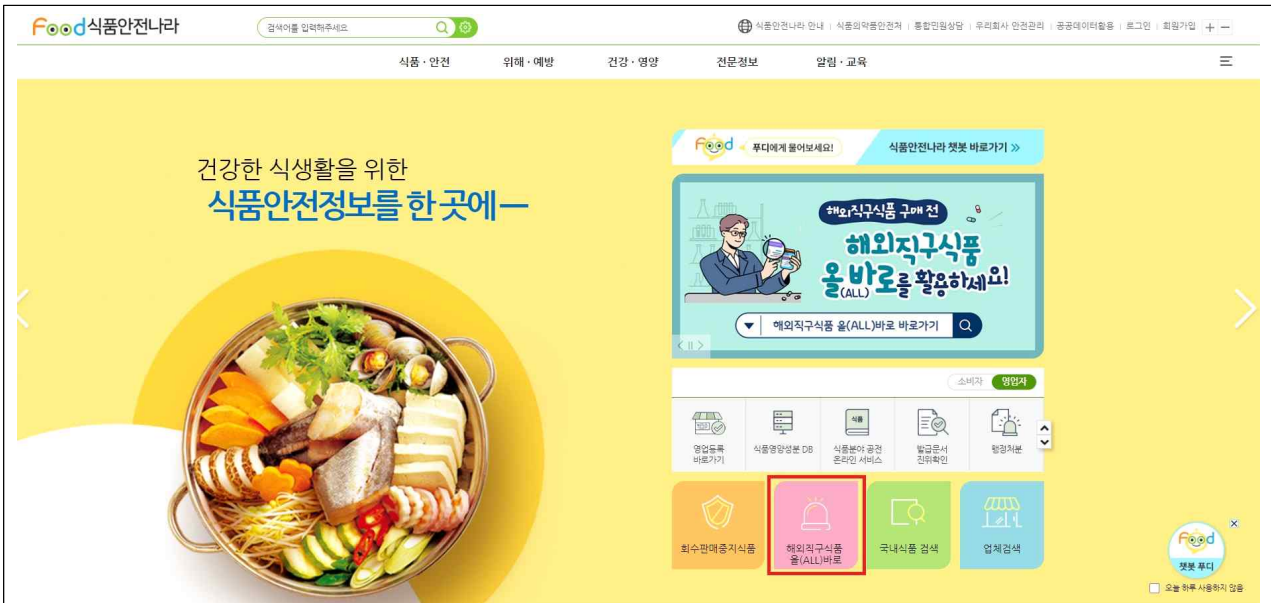 Food 식품안전나라
검색어를 입력해주세요
식품안전나라 안내 식품의약품안전처 통합민원상담 우리회사 안전관리 공공데이터활용 로그인 회원가입 + -
식품·안전 위해·예방 건강·영양 전문정보 알림·교육
건강한 식생활을 위한
식품안전정보를 한 곳에
Food 푸디에게 물어보세요! 식품안전나라 챗봇 바로가기 »
해외직구식품 구매 전
해외직구식품
올바로를 활용하세요!
(ALL)
해외직구식품 올(ALL)바로 바로가기
소비자 영업자
식품
영업등록
바로가기
식품영양성분 DB
식품분야 공전
온라인 서비스
발급문서
진위확인
행정처분
회수판매중지식품
해외직구식품
올(ALL)바로
국내식품 검색
업체검색
Food
챗봇 푸디
오늘 하루 사용하지 않음